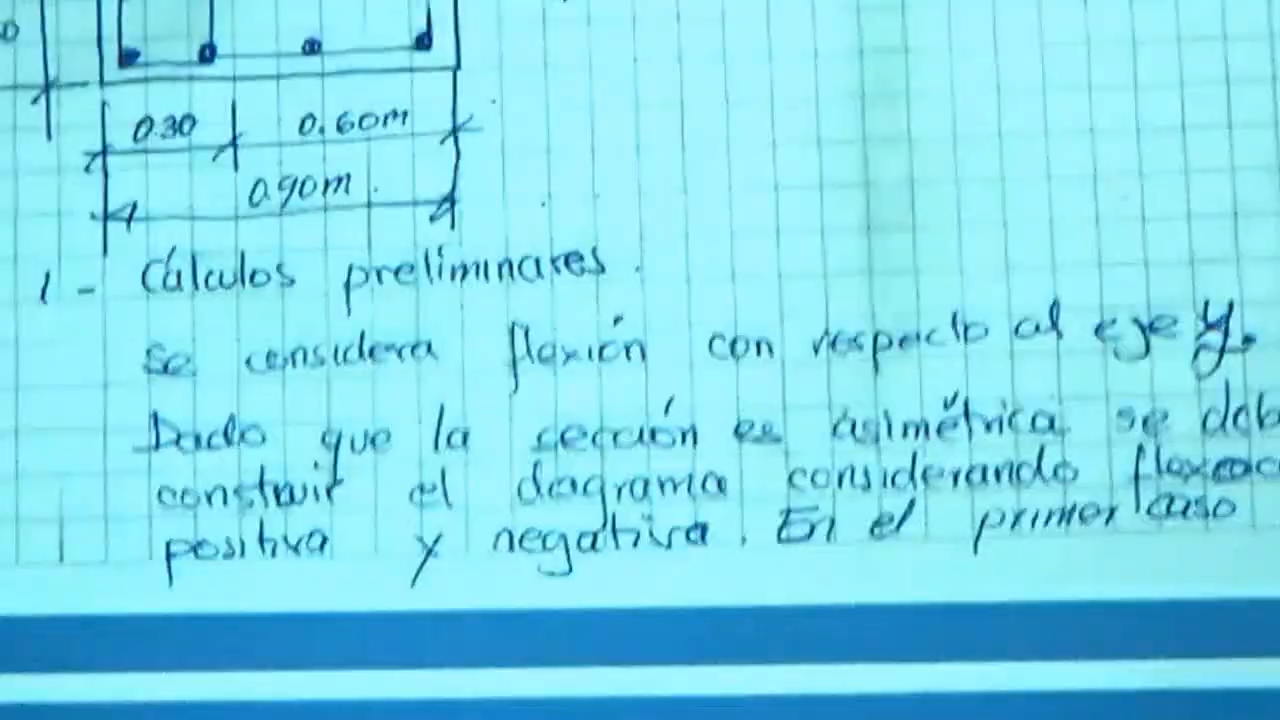 0.30 0.60m
0.90m
1- Cálculos preliminares.
Se considera flexión con respecto al eje y.
Dado que la sección es asimétrica se deb
construir el diagrama considerando
positiva y negativa. En el primer caso